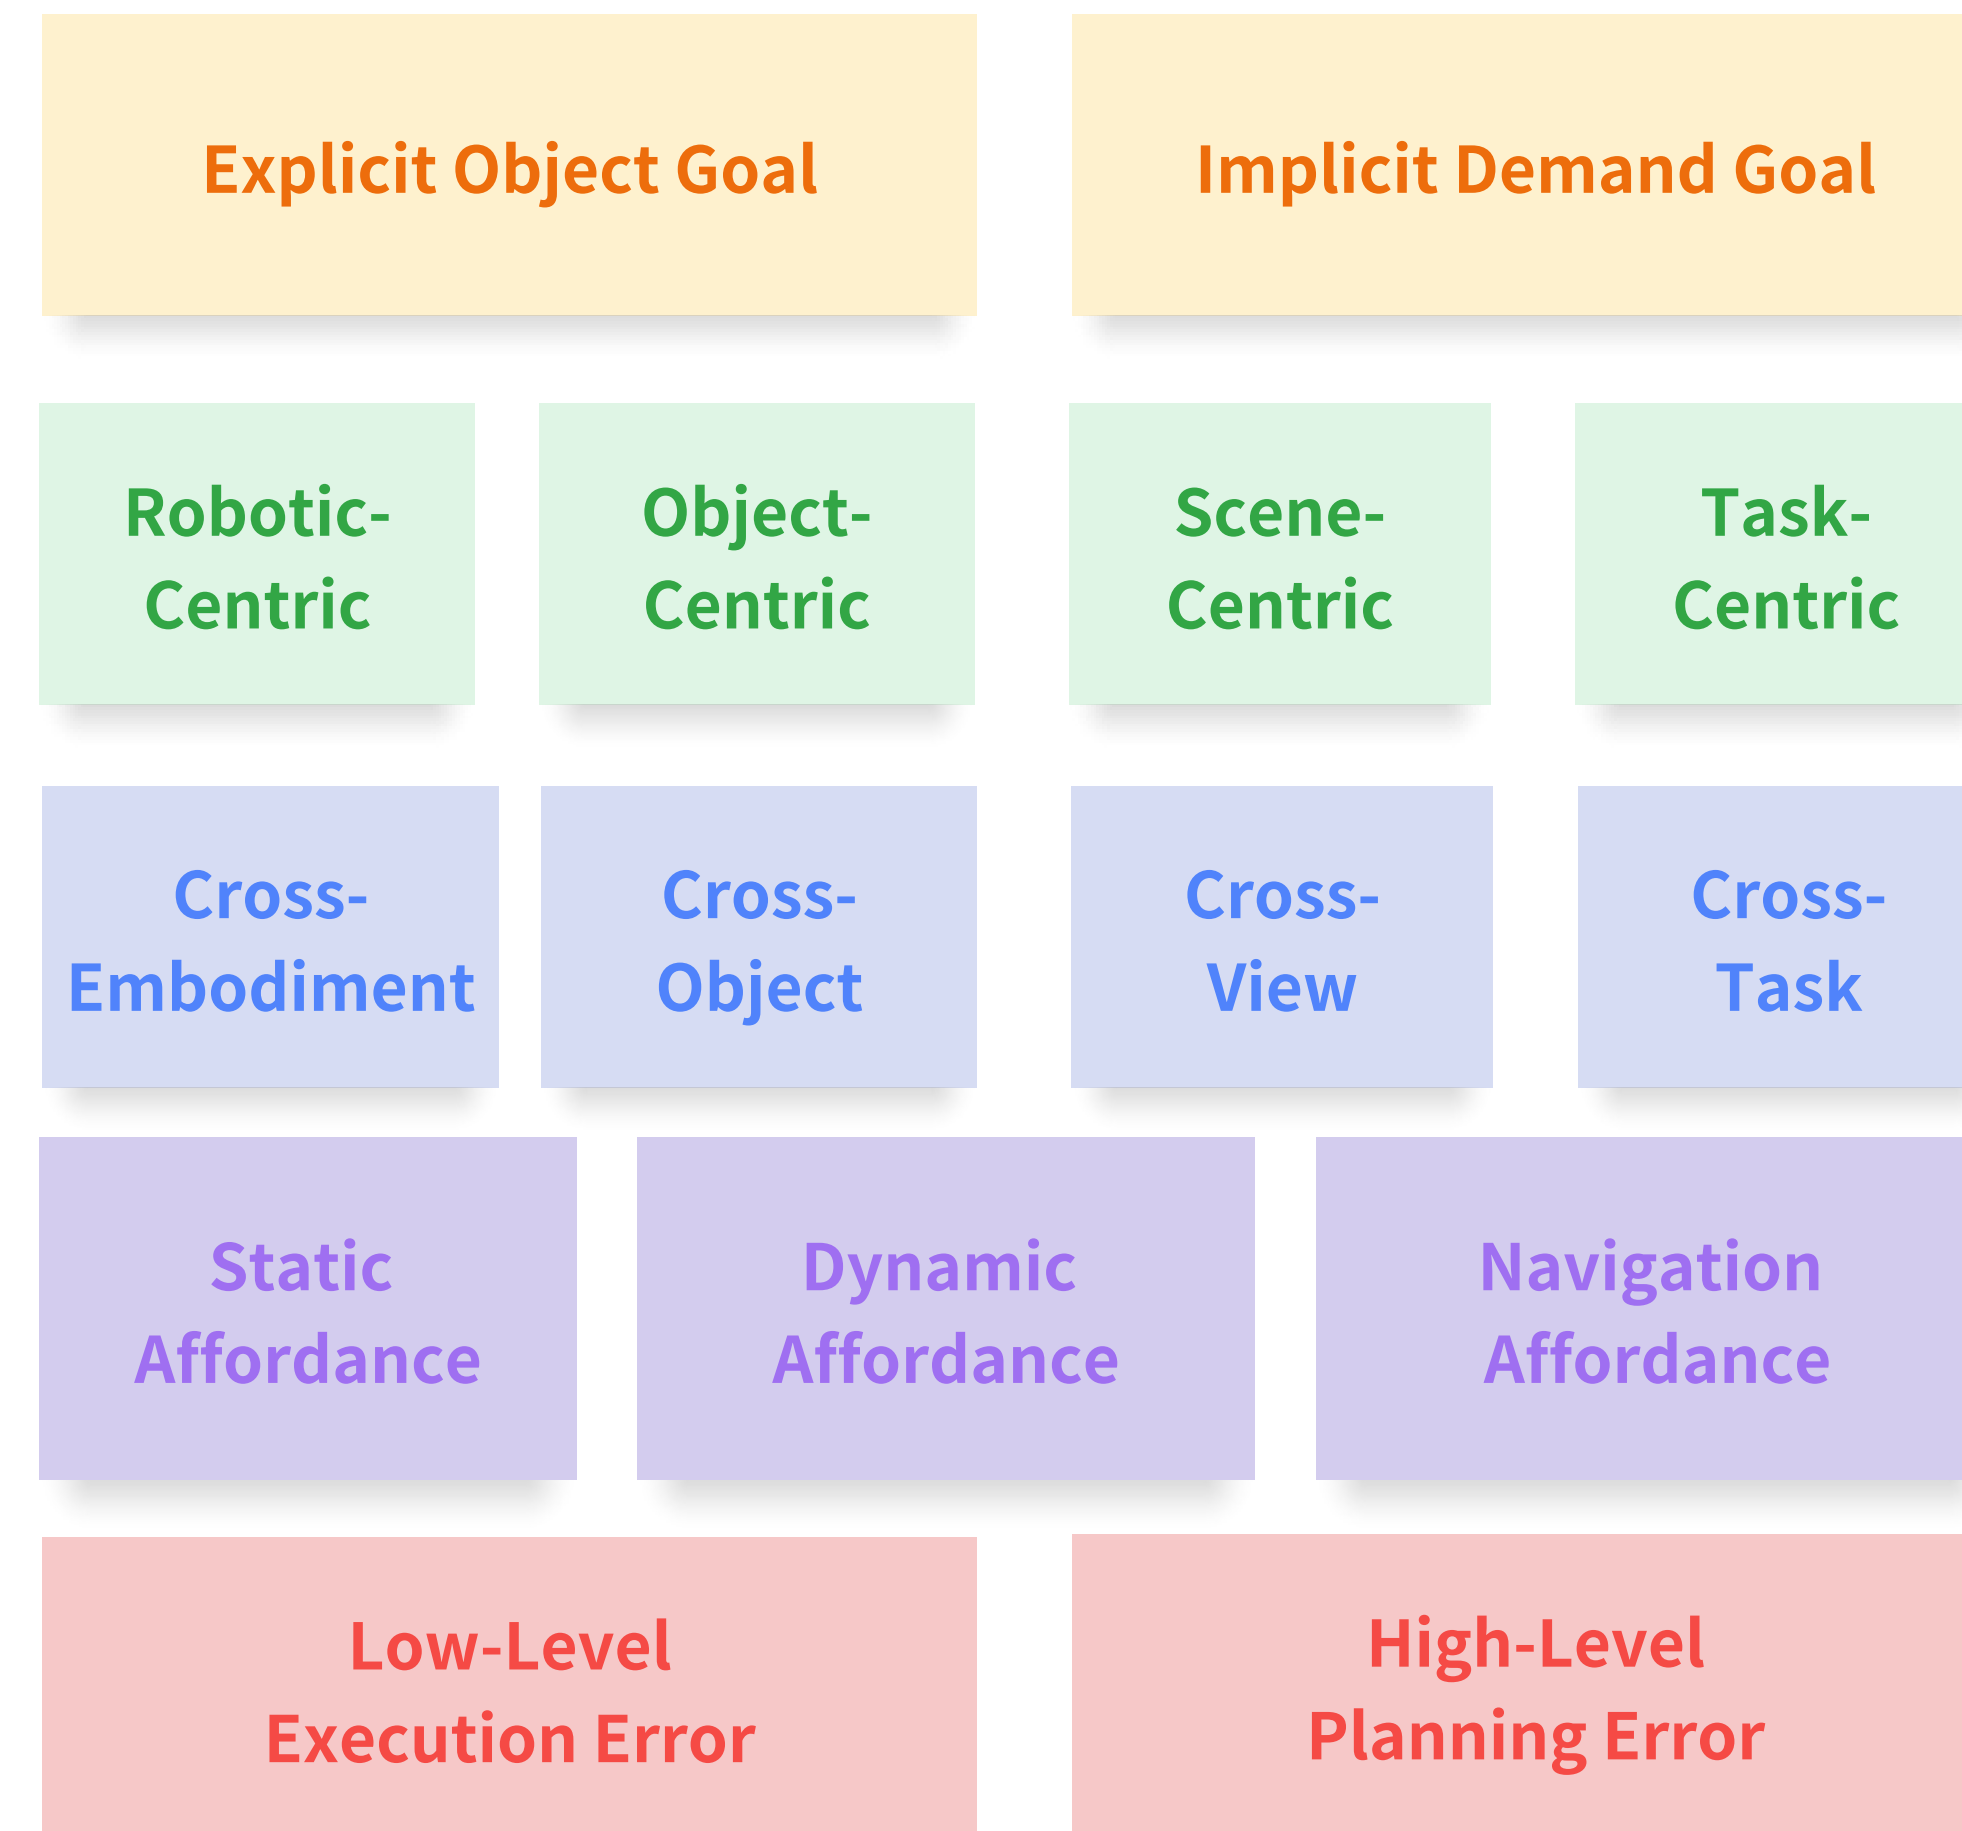 Explicit Object Goal
Implicit Demand Goal
Robotic-
Centric
Object-
Centric
Scene-
Centric
Task-
Centric
Cross-
Embodiment
Cross-
Object
Cross-
View
Cross-
Task
Static
Affordance
Dynamic
Affordance
Navigation
Affordance
Low-Level
Execution Error
High-Level
Planning Error